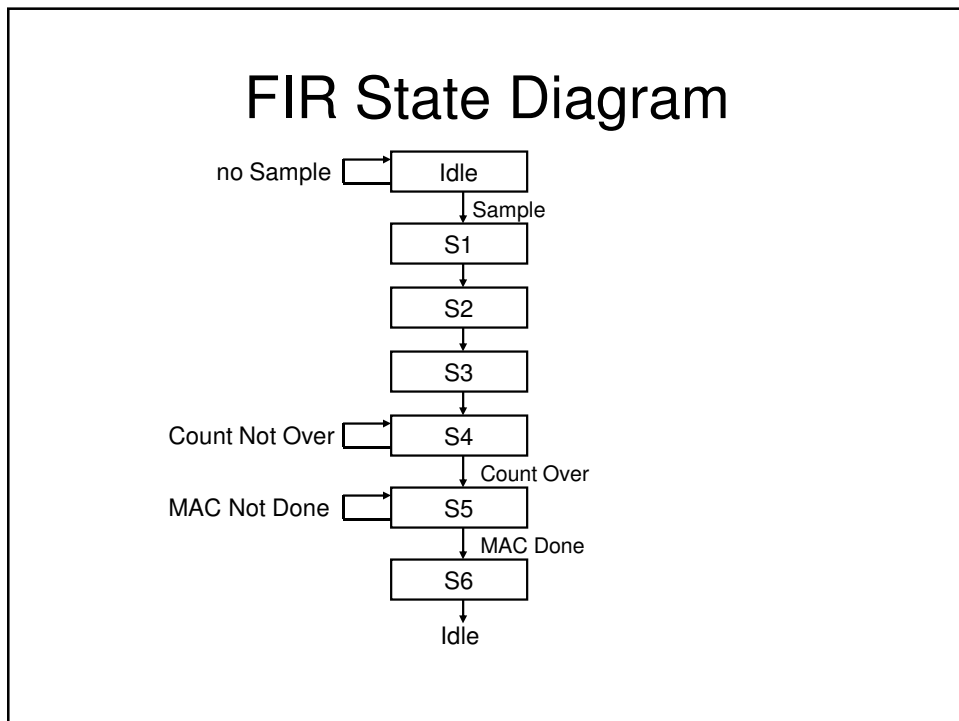 FIR State Diagram
no Sample
Idle
Sample
S1
S2
S3
Count Not Over
S4
Count Over
MAC Not Done
S5
MAC Done
S6
Idle